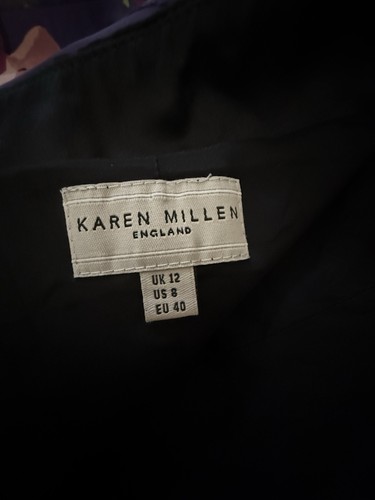 KAREN MILLEN
ENGLAND
UK 12
US 8
EU 40